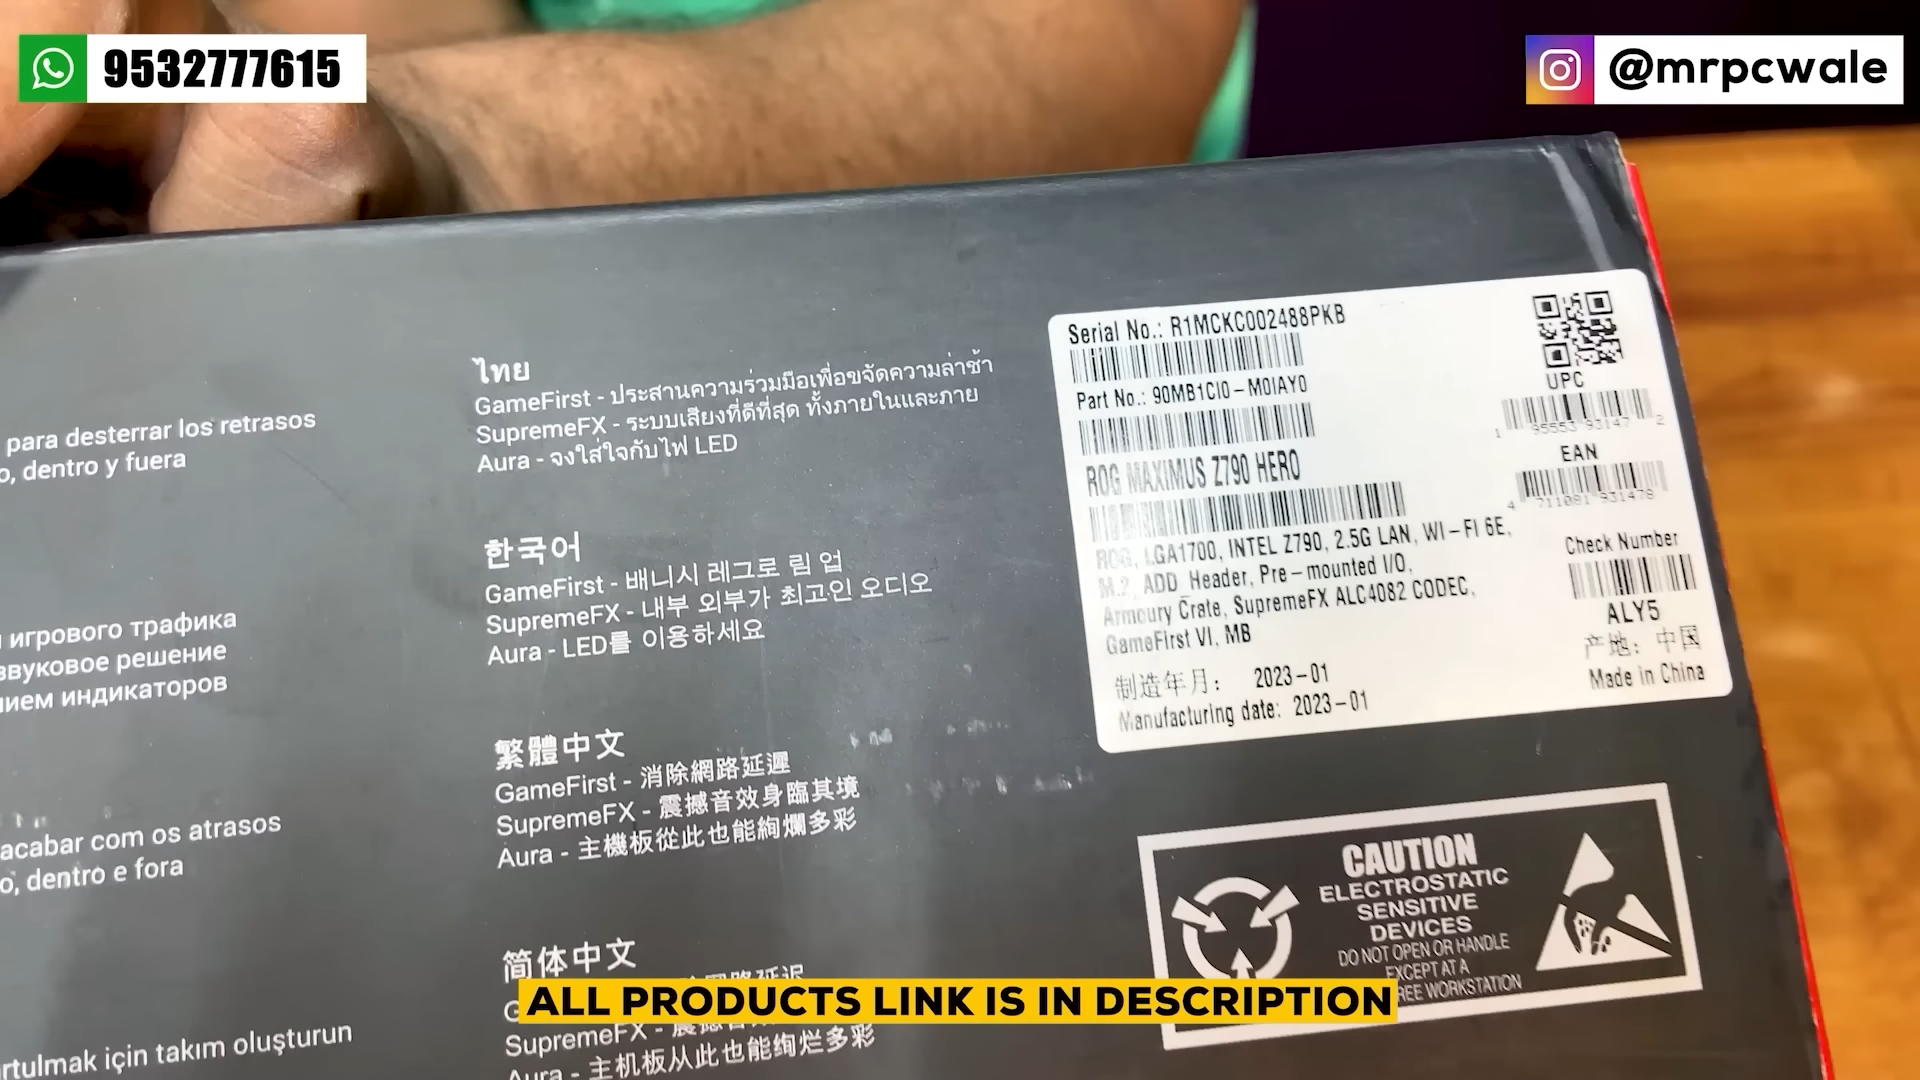 9532777615
@mrpcwale
para desterrar los retrasos
o, dentro y fuera
игрового трафика
звуковое решение
нием индикаторов
acabar com os atrasos
o, dentro e fora
için takım oluşturun
ไทย
GameFirst - ประสานความร่วมมือเพื่อขจัดความล่าช้า
SupremeFX - ระบบเสียงที่ดีที่สุด ทั้งภายในและภาย
Aura - จงใส่ใจกับไฟ LED
한국어
GameFirst - 배니시 레그로 림 업
SupremeFX - 내부 외부가 최고인 오디오
Aura - LED를 이용하세요
繁體中文
GameFirst - 消除網路延遲
SupremeFX - 震撼音效身臨其境
Aura - 主機板從此也能絢爛多彩
简体中文
SupremeFX -
Aura - 主机板从此也能绚烂多彩
Serial No.: R1MCKC002488PKB
Part No.: 90MB1CI0-M0IAY0
ROG MAXIMUS Z790 HERO
ROG, LGA1700, INTEL Z790, 2.5G LAN, WI-FI 6E,
M.2, ADD_Header, Pre-mounted I/O,
Armoury Crate, SupremeFX ALC4082 CODEC,
GameFirst VI, MB
制造年月: 2023-01
Manufacturing date: 2023-01
UPC
1 95553 93147 2
EAN
4 711081 931478
Check Number
ALY5
产地: 中国
Made in China
CAUTION
ELECTROSTATIC
SENSITIVE
DEVICES
DO NOT OPEN OR HANDLE
EXCEPT AT A
WORKSTATION
ALL PRODUCTS LINK IS IN DESCRIPTION